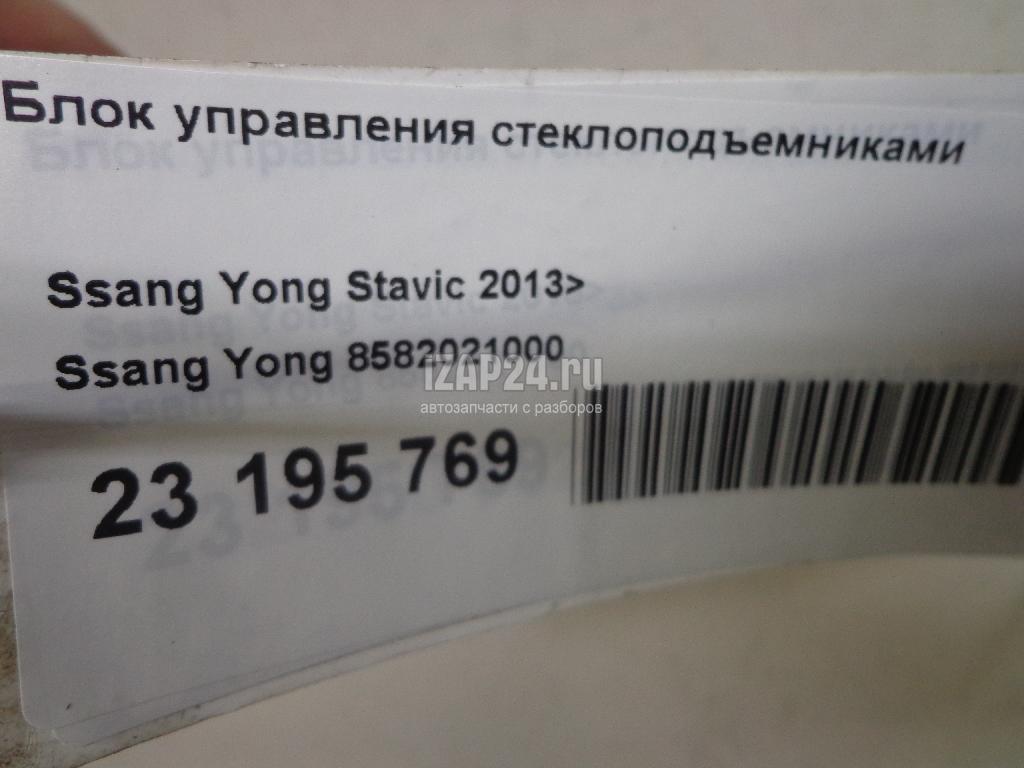 Блок управления стеклоподъемниками
Ssang Yong Stavic 2013>
Ssang Yong 8582021000
IZAP24.ru
автозапчасти с разборов
23 195 769